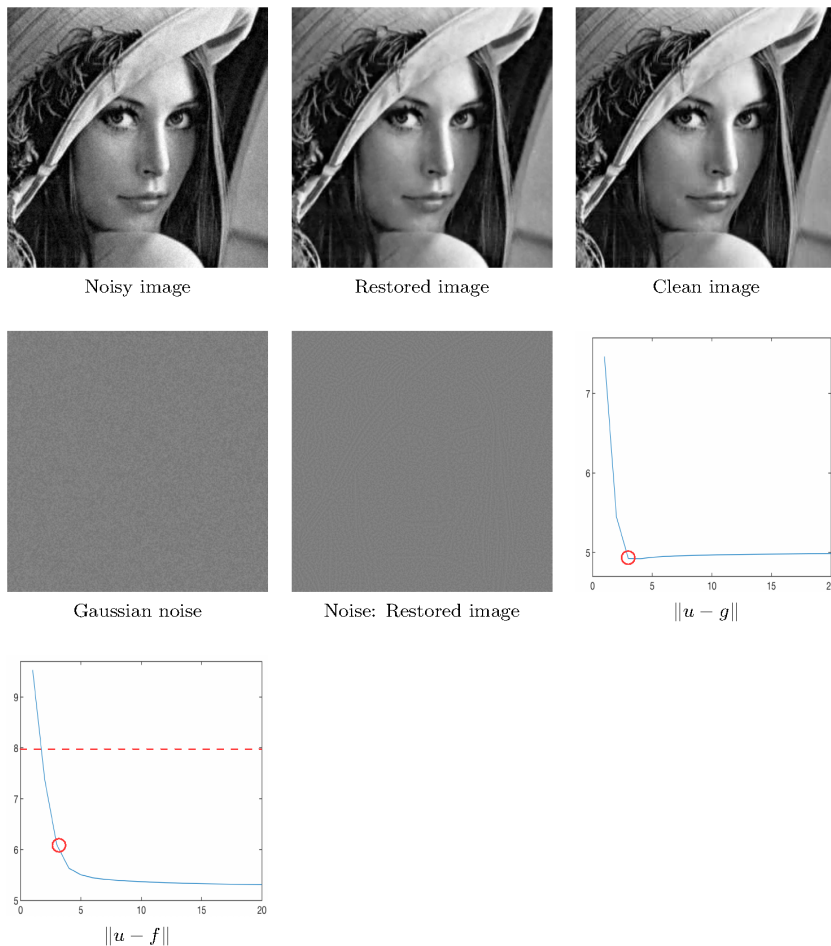 Noisy image
Restored image
Clean image
7
6
5
0 5 10 15 20
Gaussian noise
Noise: Restored image
‖u − g‖
9
8
7
6
5
0 5 10 15 20
‖u − f‖